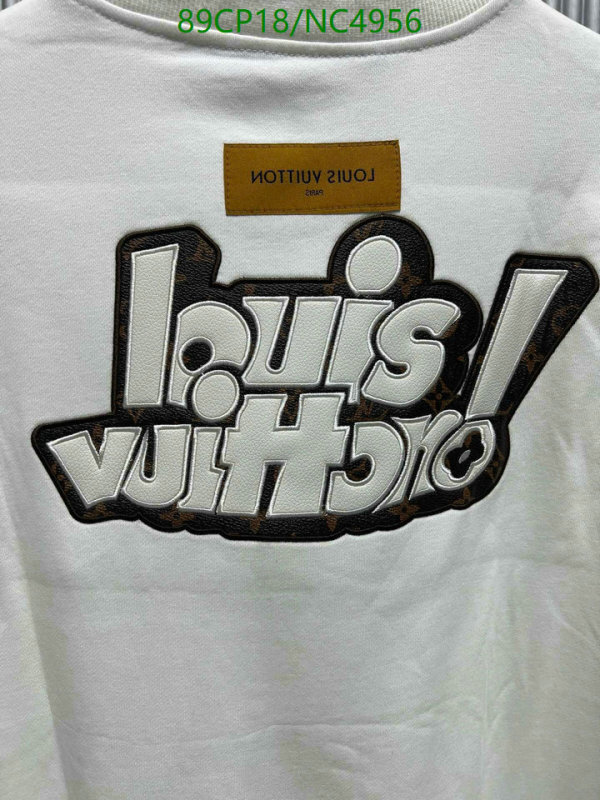 89CP18/NC4956
LOUIS VUITTON
PARIS
louis!
vuitton